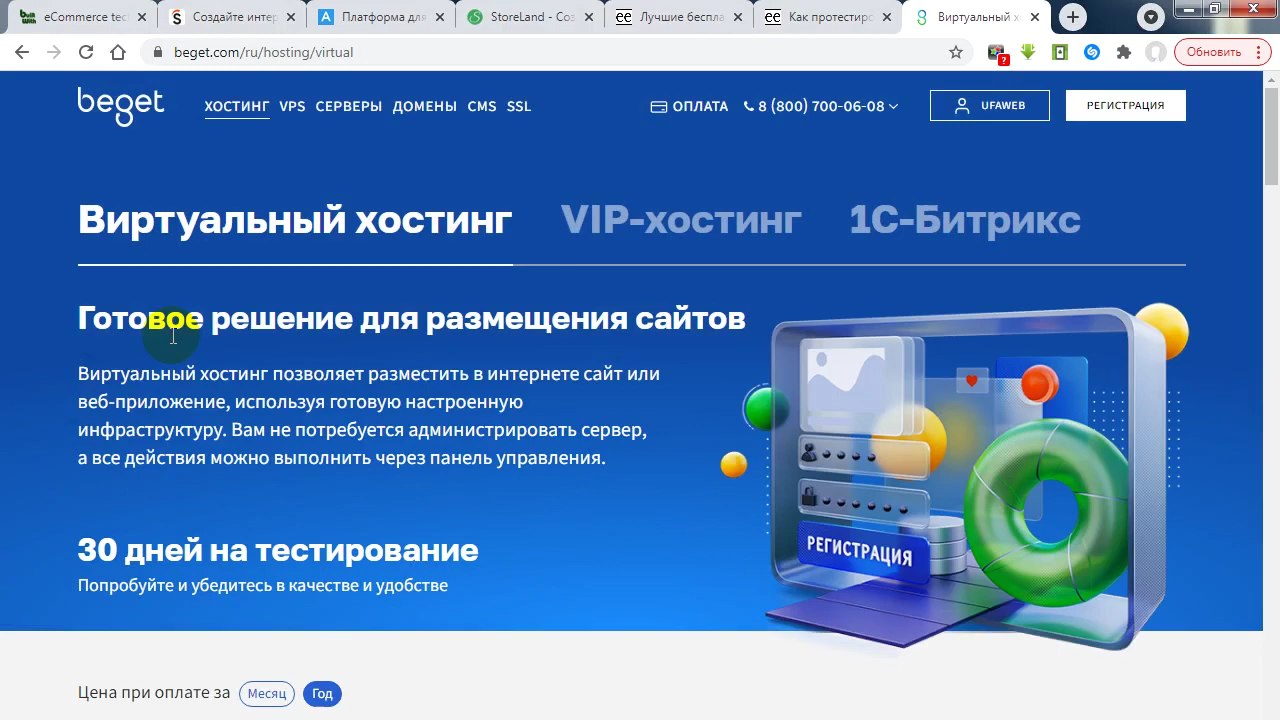 eCommerce tec
Создайте интер
Платформа для
StoreLand - Соз
Лучшие беспла
Как протестиро
Виртуальный х
beget.com/ru/hosting/virtual
Обновить
beget
ХОСТИНГ VPS СЕРВЕРЫ ДОМЕНЫ CMS SSL
ОПЛАТА 8 (800) 700-06-08
UFAWEB
РЕГИСТРАЦИЯ
Виртуальный хостинг VIP-хостинг 1С-Битрикс
Готовое решение для размещения сайтов
Виртуальный хостинг позволяет разместить в интернете сайт или
веб-приложение, используя готовую настроенную
инфраструктуру. Вам не потребуется администрировать сервер,
а все действия можно выполнить через панель управления.
РЕГИСТРАЦИЯ
30 дней на тестирование
Попробуйте и убедитесь в качестве и удобстве
Цена при оплате за Месяц Год